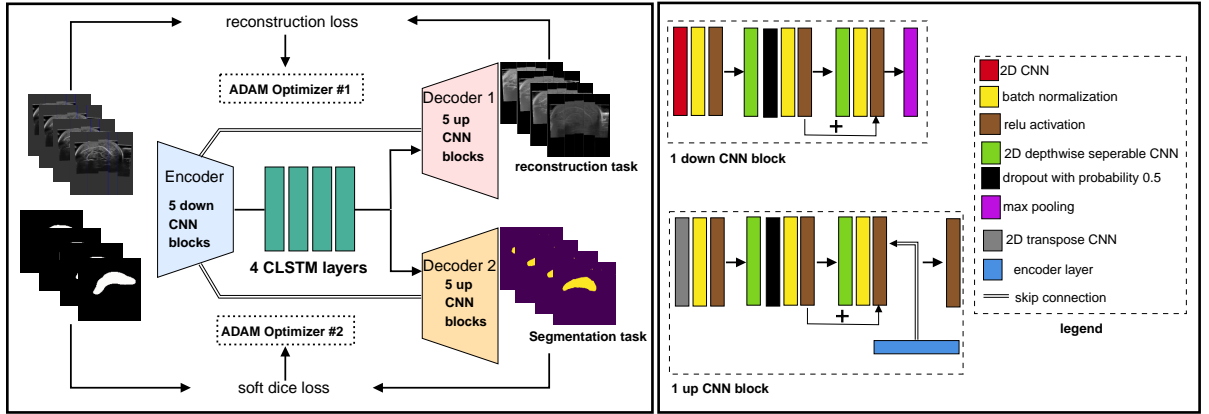 reconstruction loss
ADAM Optimizer #1
Decoder 1
5 up
CNN
blocks
reconstruction task
Encoder
5 down
CNN
blocks
4 CLSTM layers
Decoder 2
5 up
CNN
blocks
ADAM Optimizer #2
Segmentation task
soft dice loss
+
1 down CNN block
+
1 up CNN block
2D CNN
batch normalization
relu activation
2D depthwise seperable CNN
dropout with probability 0.5
max pooling
2D transpose CNN
encoder layer
skip connection
legend